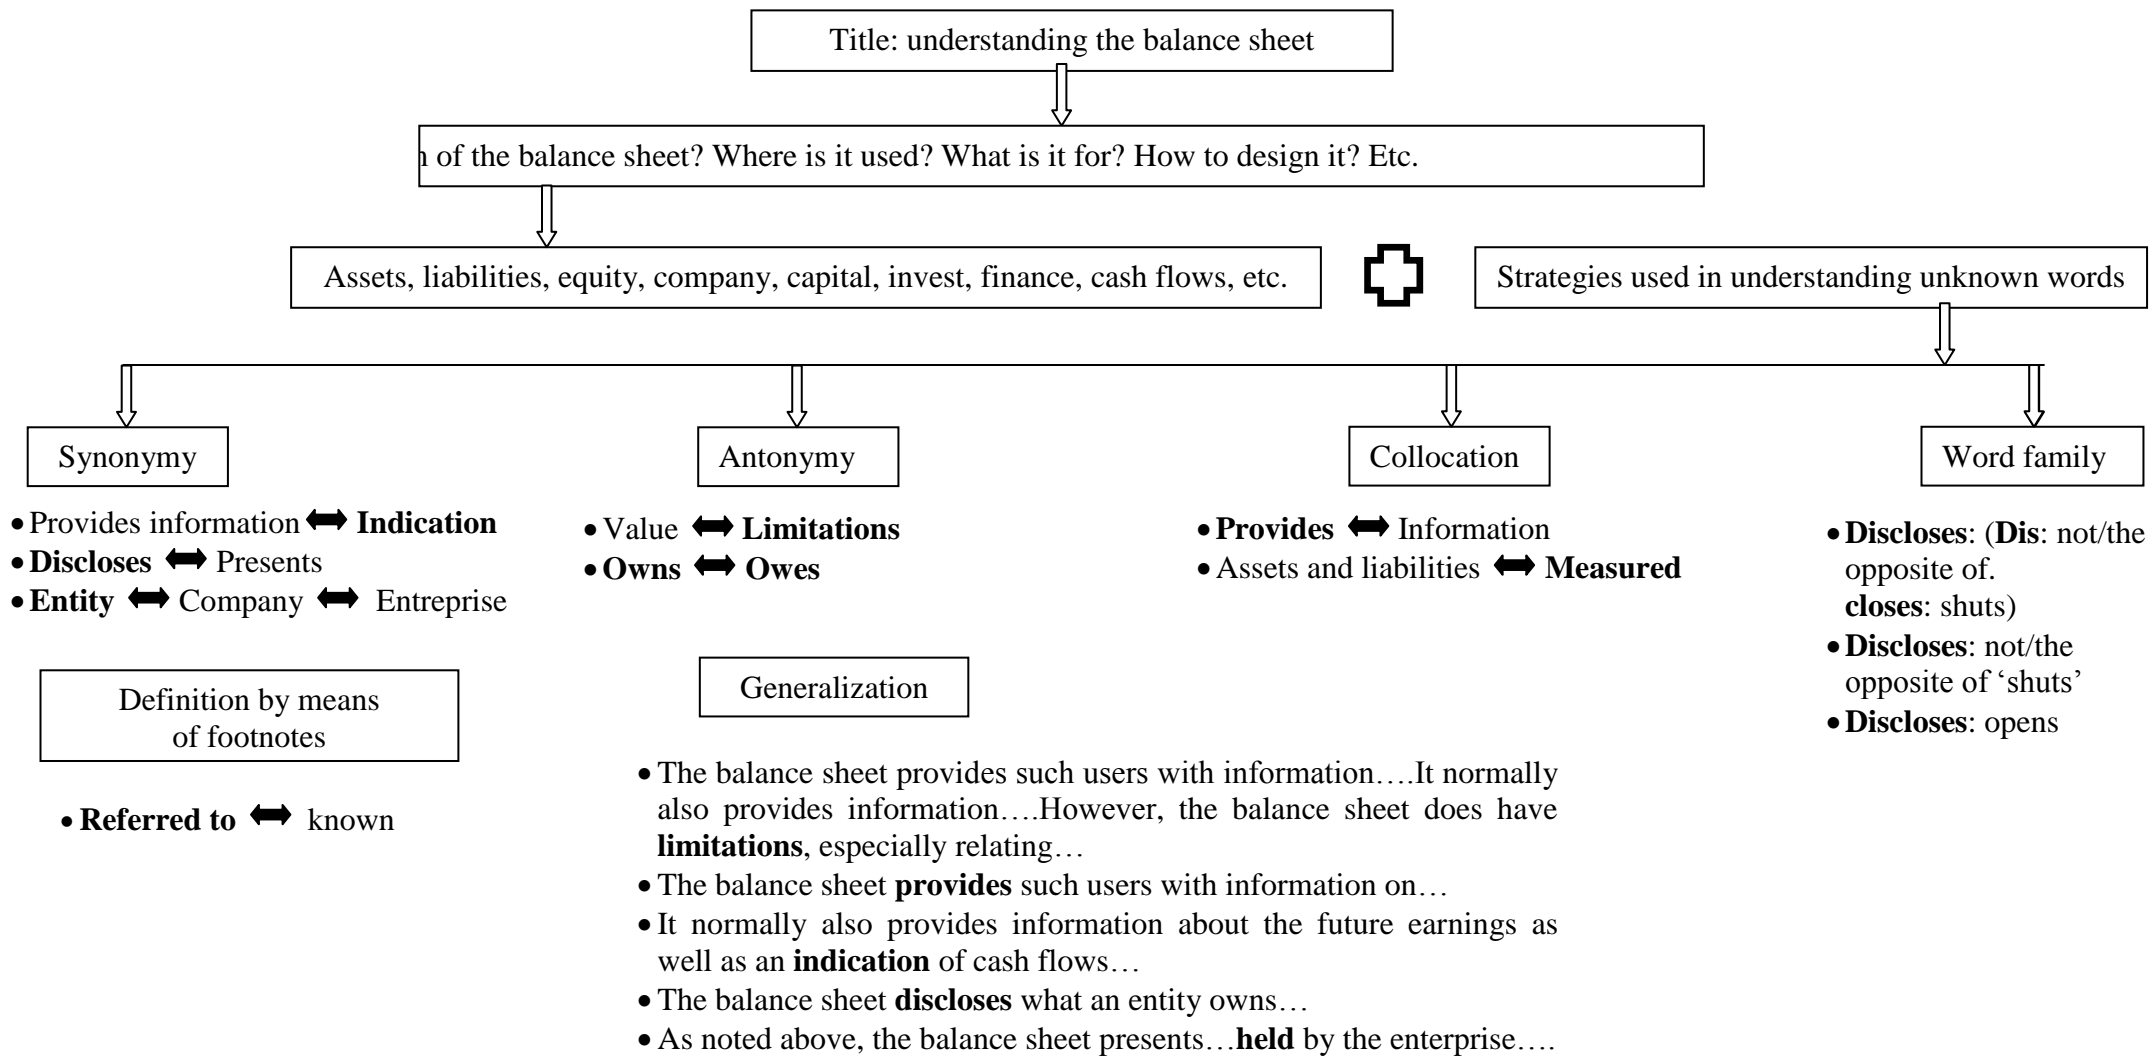 Title: understanding the balance sheet
of the balance sheet? Where is it used? What is it for? How to design it? Etc.
Assets, liabilities, equity, company, capital, invest, finance, cash flows, etc.
Strategies used in understanding unknown words
Synonymy
Antonymy
Collocation
Word family
• Provides information ⬌ Indication
• Discloses ⬌ Presents
• Entity ⬌ Company ⬌ Entreprise
• Value ⬌ Limitations
• Owns ⬌ Owes
• Provides ⬌ Information
• Assets and liabilities ⬌ Measured
• Discloses: (Dis: not/the
opposite of.
closes: shuts)
• Discloses: not/the
opposite of ‘shuts’
• Discloses: opens
Definition by means
of footnotes
• Referred to ⬌ known
Generalization
• The balance sheet provides such users with information….It normally
also provides information….However, the balance sheet does have
limitations, especially relating…
• The balance sheet provides such users with information on…
• It normally also provides information about the future earnings as
well as an indication of cash flows…
• The balance sheet discloses what an entity owns…
• As noted above, the balance sheet presents…held by the enterprise….